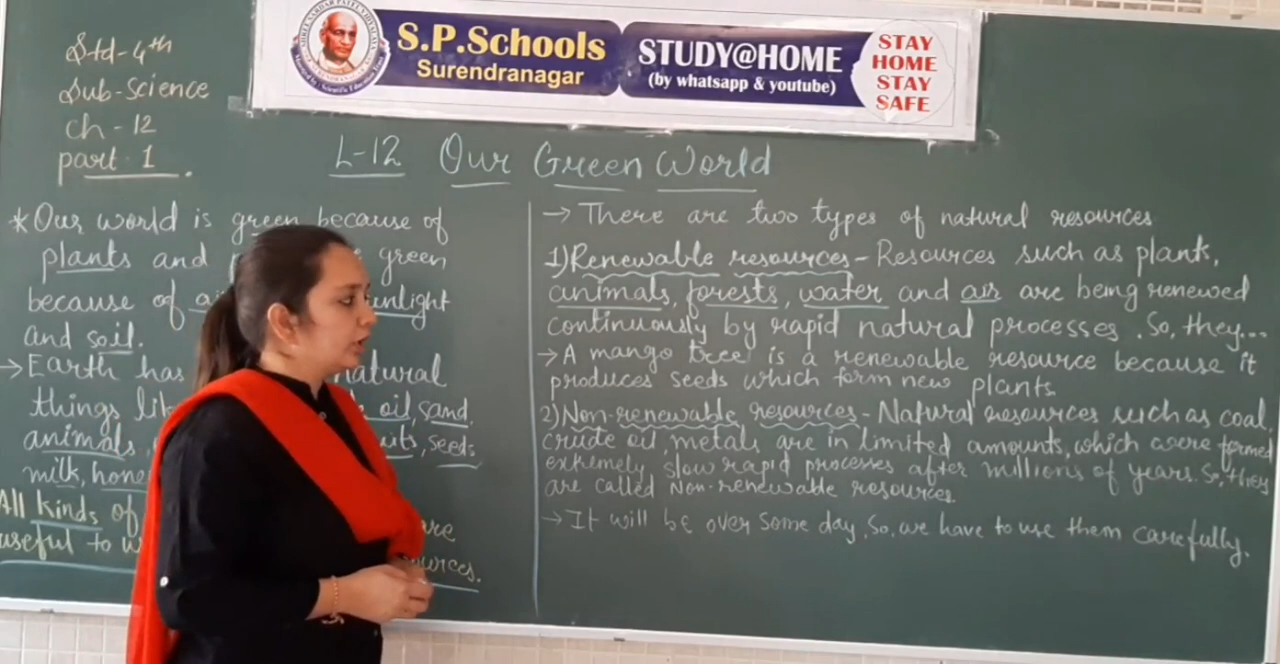 Std-4th
Sub-Science
ch-12
part-1.
SHREE SARDAR PATEL VIDYALAYA
S.P.Schools
Surendranagar
STUDY@HOME
(by whatsapp & youtube)
STAY
HOME
STAY
SAFE
L-12 Our Green World
*Our world is green because of
plants and green
because of sunlight
and soil.
→ Earth has natural
things oil, sand,
animals, seeds
milk,
All kinds of are
useful to
→ There are two types of natural resources
1) Renewable resources - Resources such as plant,
animals, forests, water and air are being renewed
continuously by rapid natural processes. So, they...
→ A mango tree is a renewable resource because it
produces seeds which form new plants.
2) Non-renewable resources - Natural resources such as coal,
crude oil, metals are in limited amounts, which were formed
extremely slow rapid processes after millions of years. So, they
are called Non-renewable resources.
→ It will be over some day. So, we have to use them carefully.